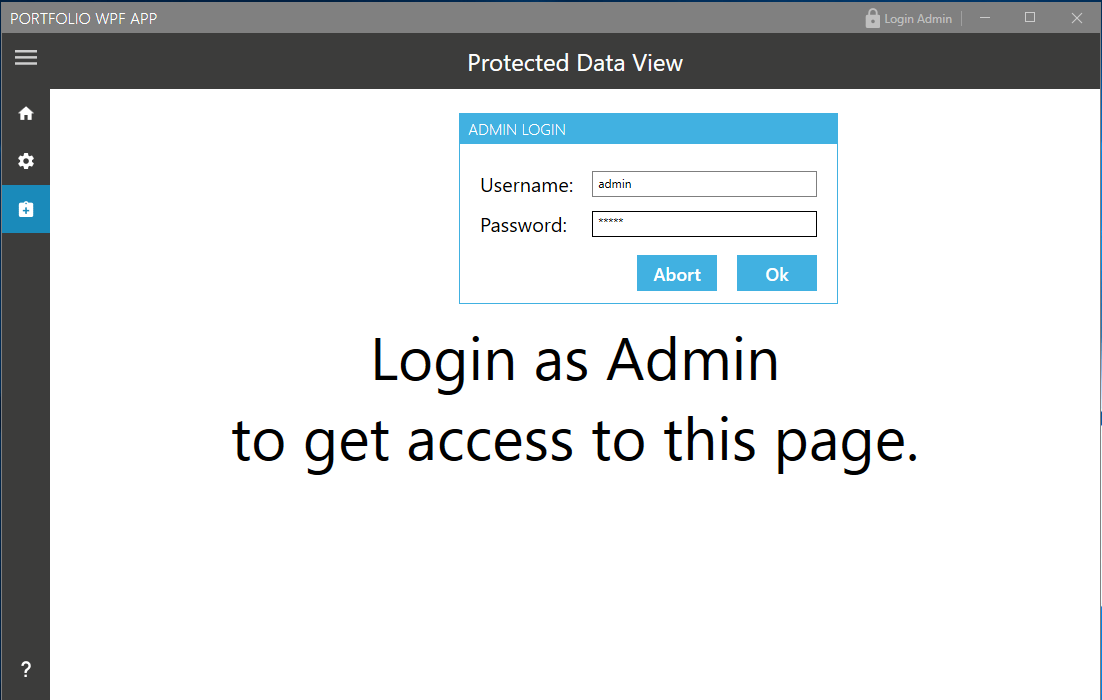 PORTFOLIO WPF APP
Login Admin
Protected Data View
ADMIN LOGIN
Username: admin
Password: *****
Abort Ok
Login as Admin
to get access to this page.
?